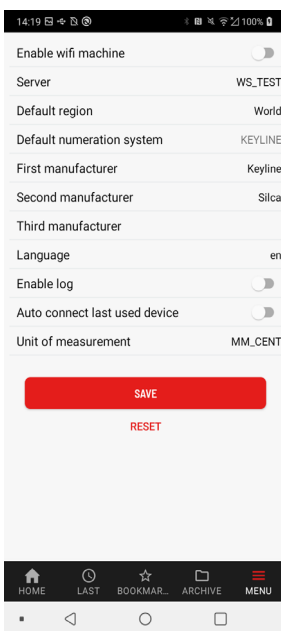 14:19 100%
Enable wifi machine
Server WS_TEST
Default region World
Default numeration system KEYLINE
First manufacturer Keyline
Second manufacturer Silca
Third manufacturer
Language en
Enable log
Auto connect last used device
Unit of measurement MM_CENT
SAVE
RESET
HOME LAST BOOKMAR... ARCHIVE MENU